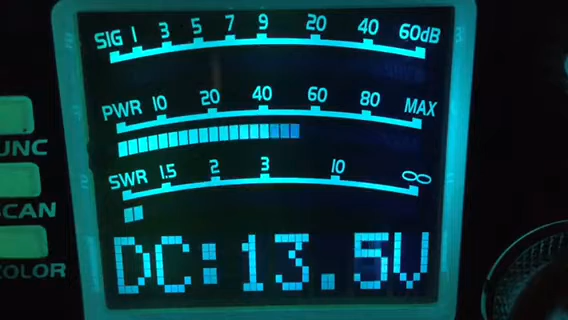 SIG 1 3 5 7 9 20 40 60dB
PWR 10 20 40 60 80 MAX
SWR 1.5 2 3 10 ∞
DC:13.5V
UNC
SCAN
COLOR